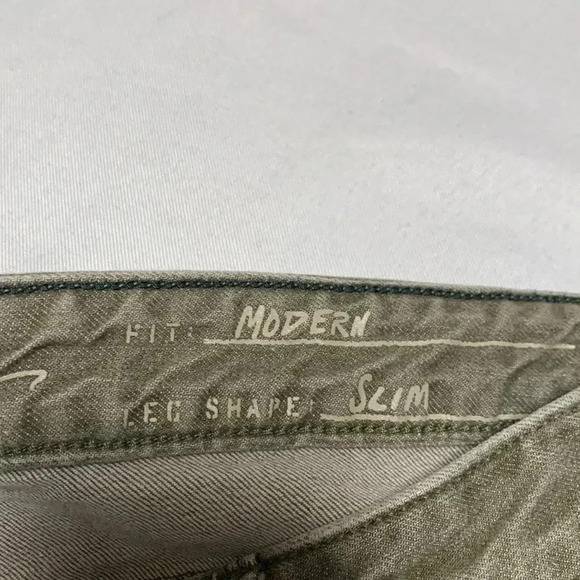 FIT: MODERN
LEG SHAPE: SLIM